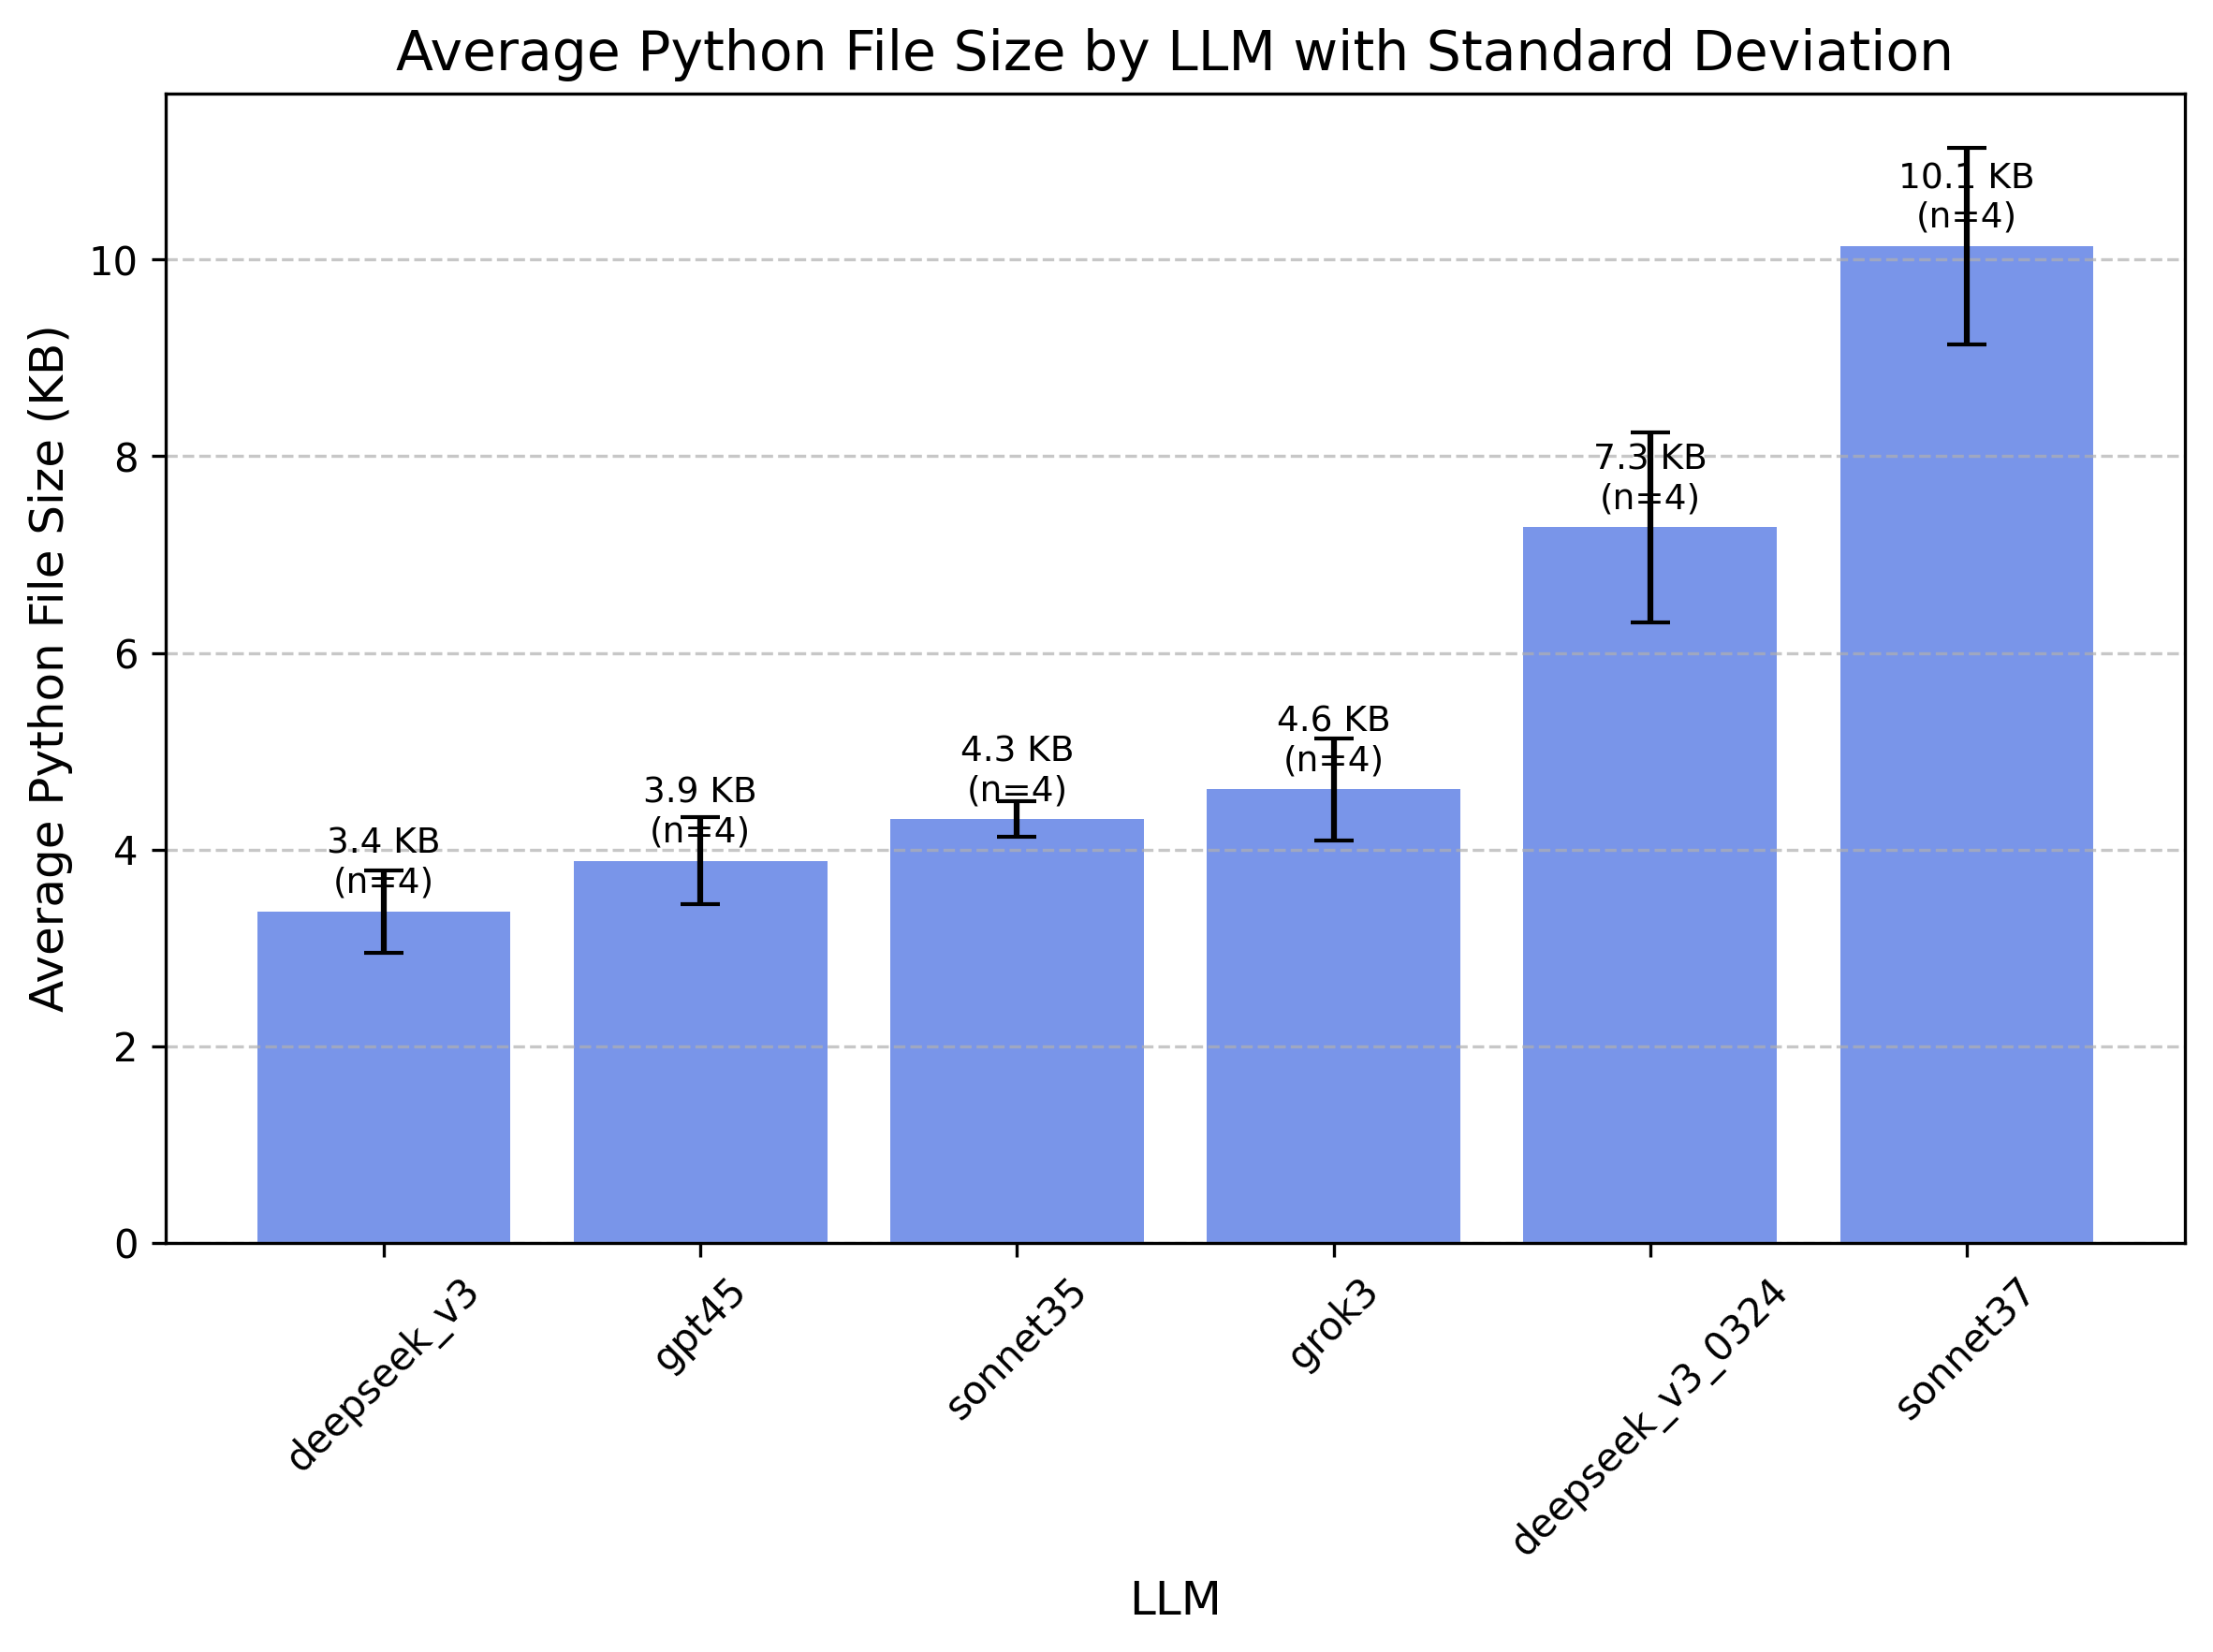 Average Python File Size by LLM with Standard Deviation
Average Python File Size (KB)
10
8
6
4
2
0
3.4 KB
(n=4)
3.9 KB
(n=4)
4.3 KB
(n=4)
4.6 KB
(n=4)
7.3 KB
(n=4)
10.1 KB
(n=4)
deepseek_v3
gpt45
sonnet35
grok3
deepseek_v3_0324
sonnet37
LLM